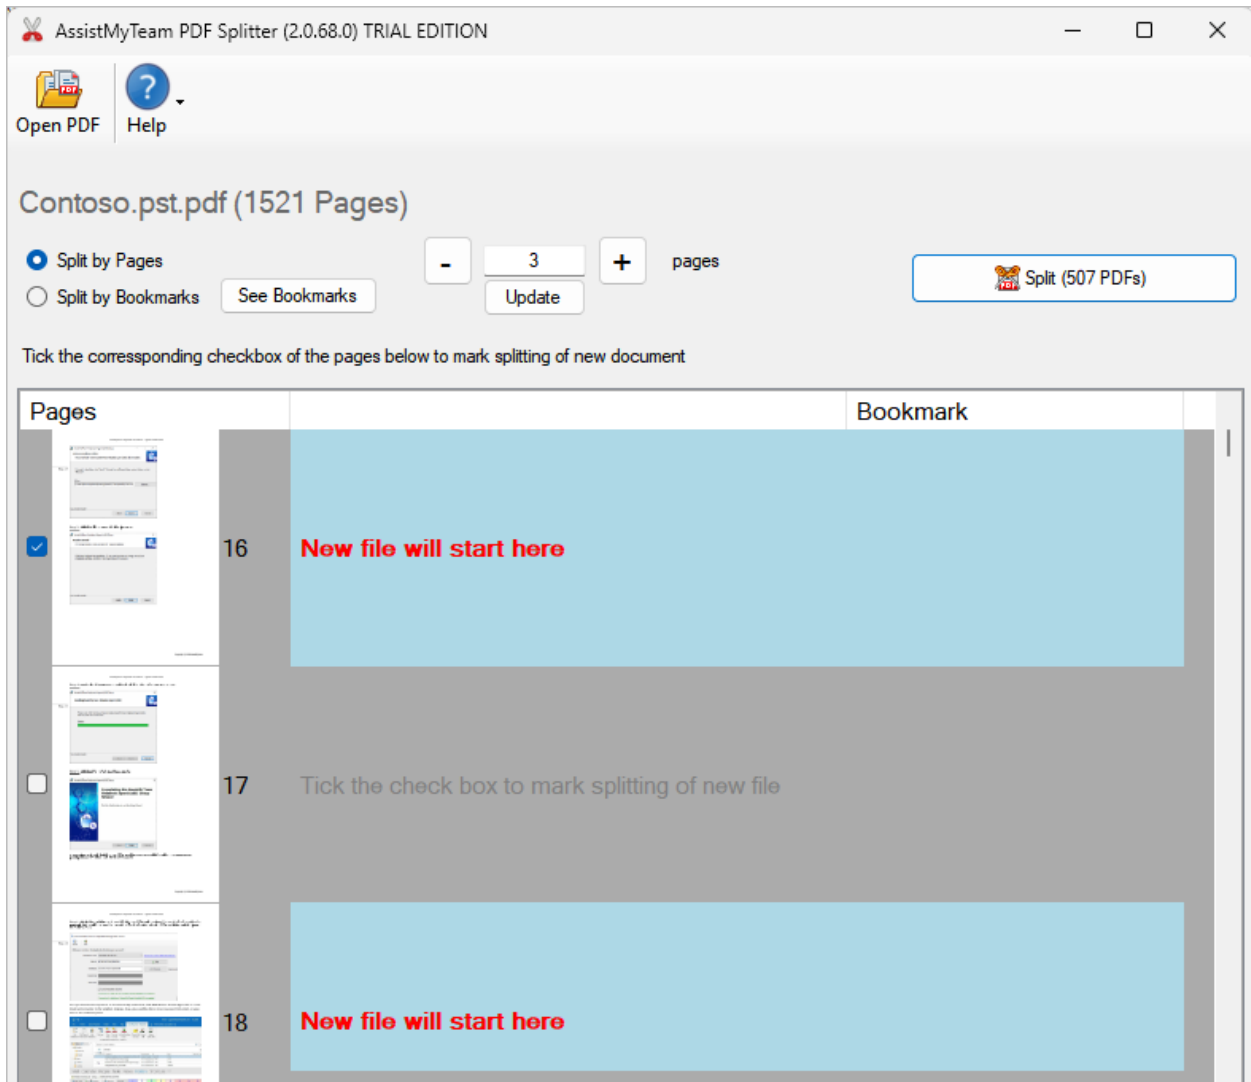 AssistMyTeam PDF Splitter (2.0.68.0) TRIAL EDITION
Open PDF
Help
Contoso.pst.pdf (1521 Pages)
Split by Pages
- 3 + pages
Split (507 PDFs)
Split by Bookmarks
See Bookmarks
Update
Tick the corressponding checkbox of the pages below to mark splitting of new document
Pages
Bookmark
16
New file will start here
17
Tick the check box to mark splitting of new file
18
New file will start here